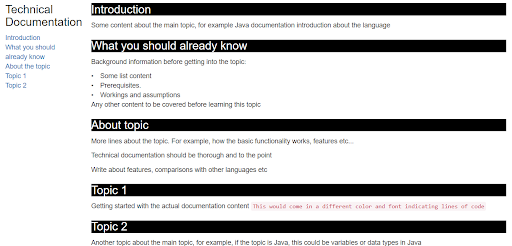 Technical
Documentation
Introduction
What you should
already know
About the topic
Topic 1
Topic 2
Introduction
Some content about the main topic, for example Java documentation introduction about the language
What you should already know
Background information before getting into the topic:
• Some list content
• Prerequisites.
• Workings and assumptions
Any other content to be covered before learning this topic
About topic
More lines about the topic. For example, how the basic functionality works, features etc...
Technical documentation should be thorough and to the point
Write about features, comparisons with other languages etc
Topic 1
Getting started with the actual documentation content This would come in a different color and font indicating lines of code
Topic 2
Another topic about the main topic, for example, if the topic is Java, this could be variables or data types in Java